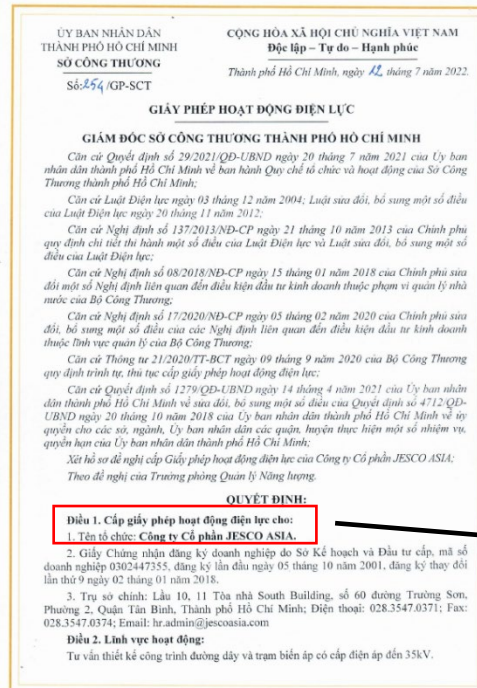 ỦY BAN NHÂN DÂN
THÀNH PHỐ HỒ CHÍ MINH
SỞ CÔNG THƯƠNG
Số:254/GP-SCT
CỘNG HÒA XÃ HỘI CHỦ NGHĨA VIỆT NAM
Độc lập – Tự do – Hạnh phúc
Thành phố Hồ Chí Minh, ngày 12 tháng 7 năm 2022.
GIẤY PHÉP HOẠT ĐỘNG ĐIỆN LỰC
GIÁM ĐỐC SỞ CÔNG THƯƠNG THÀNH PHỐ HỒ CHÍ MINH
Căn cứ Quyết định số 29/2021/QĐ-UBND ngày 20 tháng 7 năm 2021 của Ủy ban
nhân dân thành phố Hồ Chí Minh về ban hành Quy chế tổ chức và hoạt động của Sở Công
Thương thành phố Hồ Chí Minh;
Căn cứ Luật Điện lực ngày 03 tháng 12 năm 2004; Luật sửa đổi, bổ sung một số điều
của Luật Điện lực ngày 20 tháng 11 năm 2012;
Căn cứ Nghị định số 137/2013/NĐ-CP ngày 21 tháng 10 năm 2013 của Chính phủ
quy định chi tiết thi hành một số điều của Luật Điện lực và Luật sửa đổi, bổ sung một số
điều của Luật Điện lực;
Căn cứ Nghị định số 08/2018/NĐ-CP ngày 15 tháng 01 năm 2018 của Chính phủ sửa
đổi một số Nghị định liên quan đến điều kiện đầu tư kinh doanh thuộc phạm vi quản lý nhà
nước của Bộ Công Thương;
Căn cứ Nghị định số 17/2020/NĐ-CP ngày 05 tháng 02 năm 2020 của Chính phủ sửa
đổi, bổ sung một số điều của các Nghị định liên quan đến điều kiện đầu tư kinh doanh
thuộc lĩnh vực quản lý của Bộ Công Thương;
Căn cứ Thông tư 21/2020/TT-BCT ngày 09 tháng 9 năm 2020 của Bộ Công Thương
quy định trình tự, thủ tục cấp giấy phép hoạt động điện lực;
Căn cứ Quyết định số 1279/QĐ-UBND ngày 14 tháng 4 năm 2021 của Ủy ban nhân
dân thành phố Hồ Chí Minh về sửa đổi, bổ sung một số điều của Quyết định số 4712/QĐ-
UBND ngày 20 tháng 10 năm 2018 của Ủy ban nhân dân thành phố Hồ Chí Minh về ủy
quyền cho các sở, ngành, Ủy ban nhân dân các quận, huyện thực hiện một số nhiệm vụ,
quyền hạn của Ủy ban nhân dân thành phố Hồ Chí Minh;
Xét hồ sơ đề nghị cấp Giấy phép hoạt động điện lực của Công ty Cổ phần JESCO ASIA;
Theo đề nghị của Trưởng phòng Quản lý Năng lượng.
QUYẾT ĐỊNH:
Điều 1. Cấp giấy phép hoạt động điện lực cho:
1. Tên tổ chức: Công ty Cổ phần JESCO ASIA.
2. Giấy Chứng nhận đăng ký doanh nghiệp do Sở Kế hoạch và Đầu tư cấp, mã số
doanh nghiệp 0302447355, đăng ký lần đầu ngày 05 tháng 10 năm 2001, đăng ký thay đổi
lần thứ 9 ngày 02 tháng 01 năm 2018.
3. Trụ sở chính: Lầu 10, 11 Tòa nhà South Building, số 60 đường Trường Sơn,
Phường 2, Quận Tân Bình, Thành phố Hồ Chí Minh; Điện thoại: 028.3547.0371; Fax:
028.3547.0374; Email: hr.admin@jescoasia.com
Điều 2. Lĩnh vực hoạt động:
Tư vấn thiết kế công trình đường dây và trạm biến áp có cấp điện áp đến 35kV.